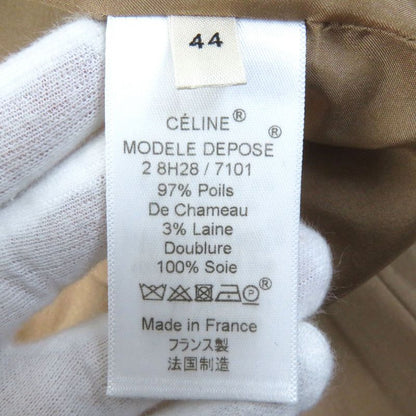 44
CÉLINE®
MODELE DEPOSE ®
2 8H28 / 7101
97% Poils
De Chameau
3% Laine
Doublure
100% Soie
P ®
Made in France
フランス製
法国制造